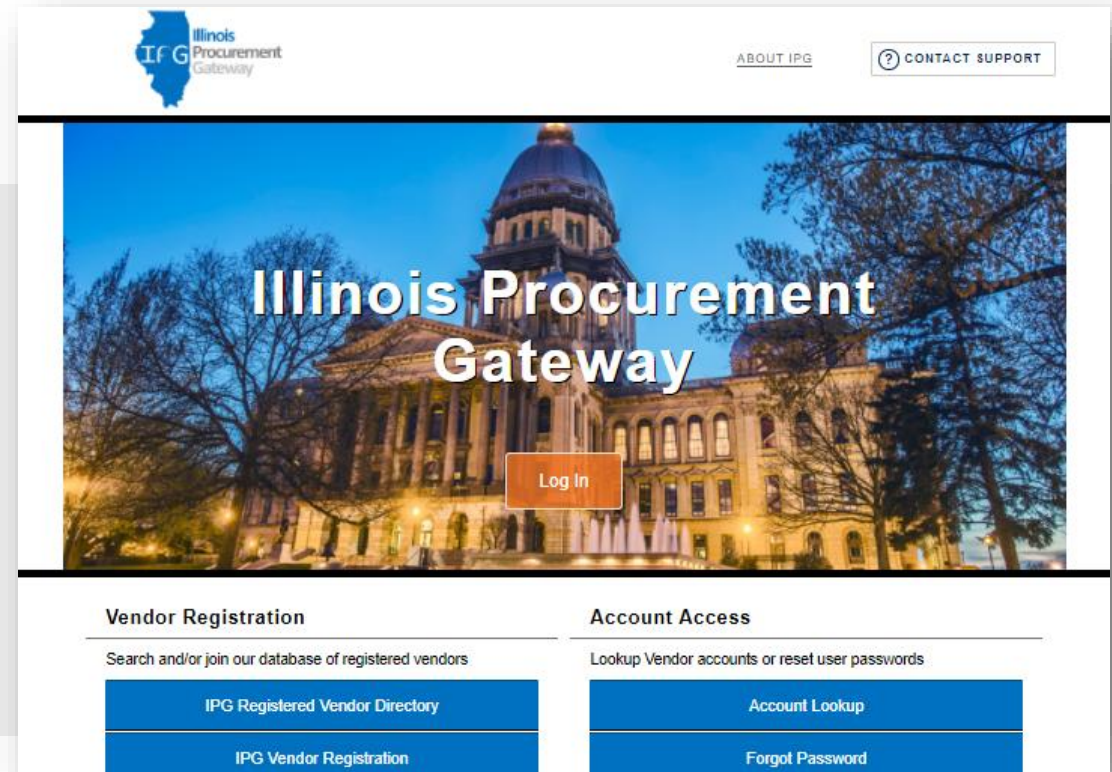 IPG
Illinois
Procurement
Gateway
ABOUT IPG
? CONTACT SUPPORT
Illinois Procurement
Gateway
Log In
Vendor Registration
Search and/or join our database of registered vendors
IPG Registered Vendor Directory
IPG Vendor Registration
Account Access
Lookup Vendor accounts or reset user passwords
Account Lookup
Forgot Password